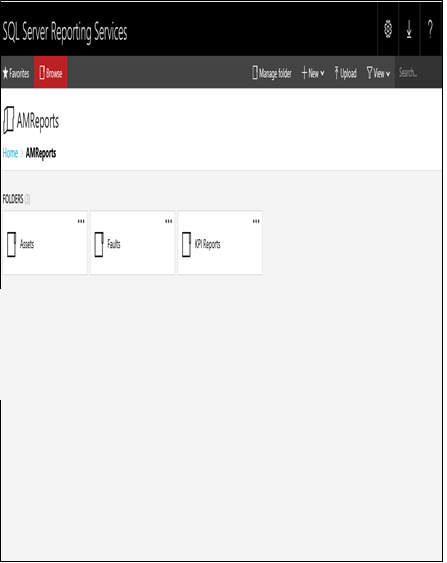 SQL Server Reporting Services ?
Favorites Browse Manage folder New Upload View Search...
AMReports
Home > AMReports
FOLDERS (3)
... ... ...
Assets Faults KPI Reports